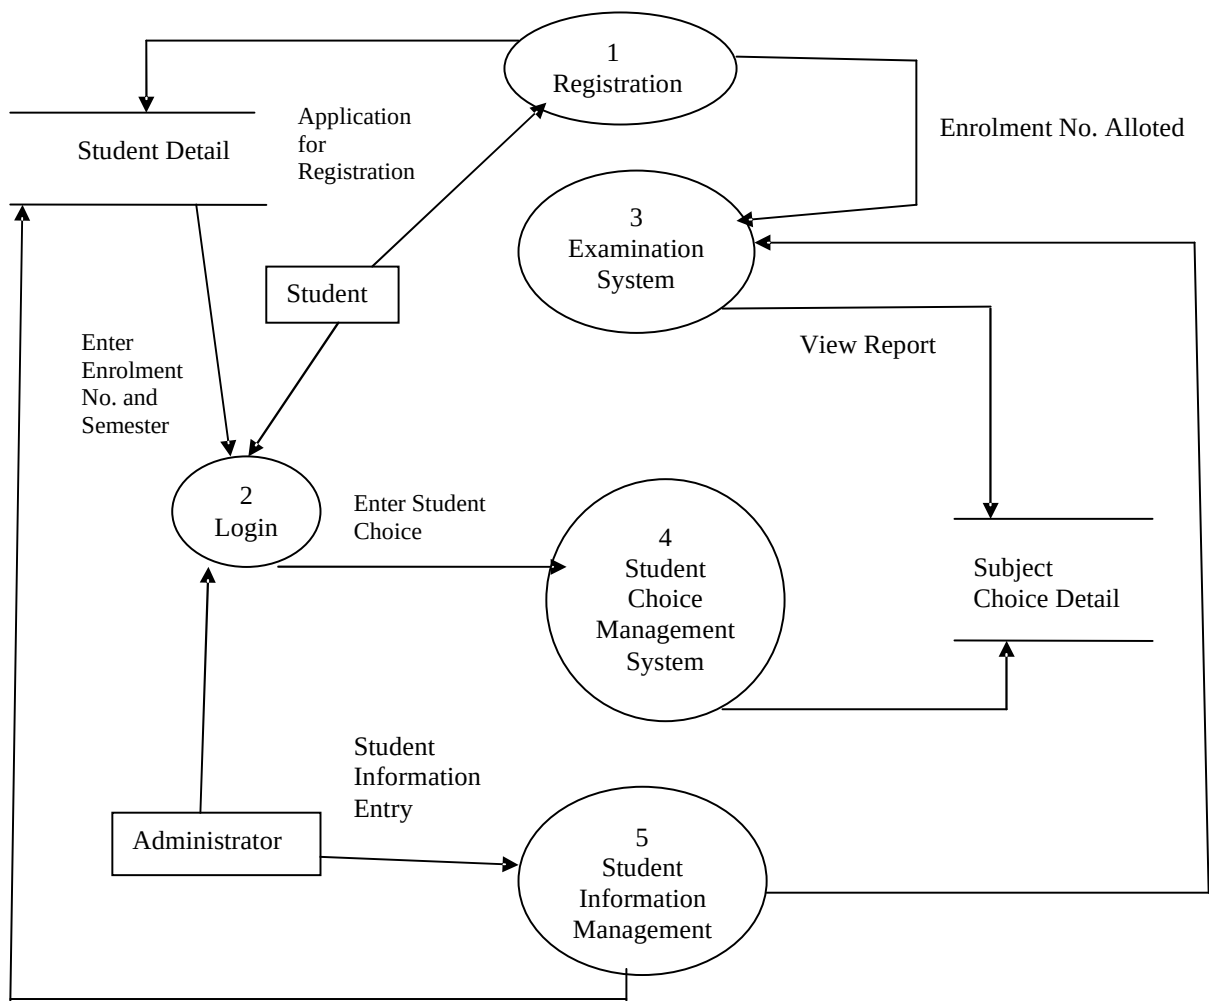 1
Registration
Application
for
Registration
Enrolment No. Alloted
Student Detail
3
Examination
System
Student
View Report
Enter
Enrolment
No. and
Semester
2
Login
Enter Student
Choice
4
Student
Choice
Management
System
Subject
Choice Detail
Student
Information
Entry
Administrator
5
Student
Information
Management